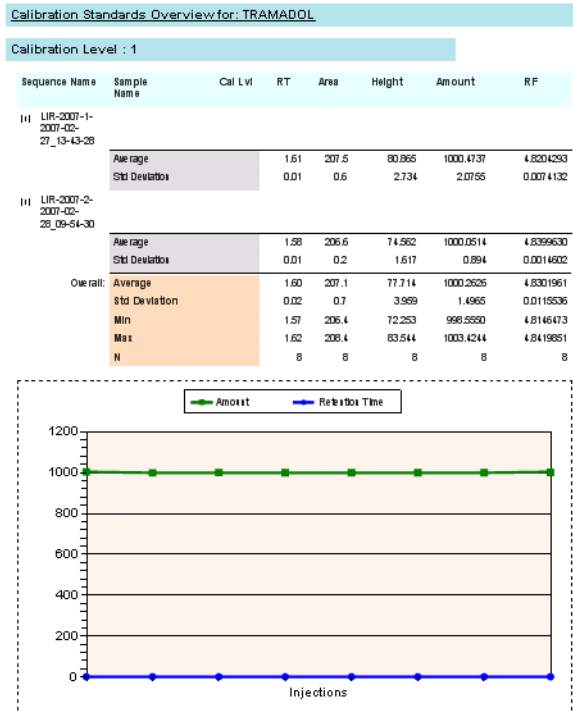 Calibration Standards Overview for: TRAMADOL
Calibration Level : 1
Sequence Name Sample Name Cal Lvl RT Area Height Amount RF
[+] LIR-2007-1-
2007-02-
27_13-43-28
Average 1.61 207.5 80.865 1000.4737 4.8204293
Std Deviation 0.01 0.6 2.734 2.0755 0.0074132
[+] LIR-2007-2-
2007-02-
28_09-54-30
Average 1.58 206.6 74.562 1000.0514 4.8399630
Std Deviation 0.01 0.2 1.617 0.894 0.0014602
Overall: Average 1.60 207.1 77.714 1000.2626 4.8301961
Std Deviation 0.02 0.7 3.959 1.4965 0.0115536
Min 1.57 206.4 72.253 998.5550 4.8146473
Max 1.62 208.4 83.544 1003.4244 4.8419851
N 8 8 8 8 8
Amount Retention Time
1200
1000
800
600
400
200
0
Injections